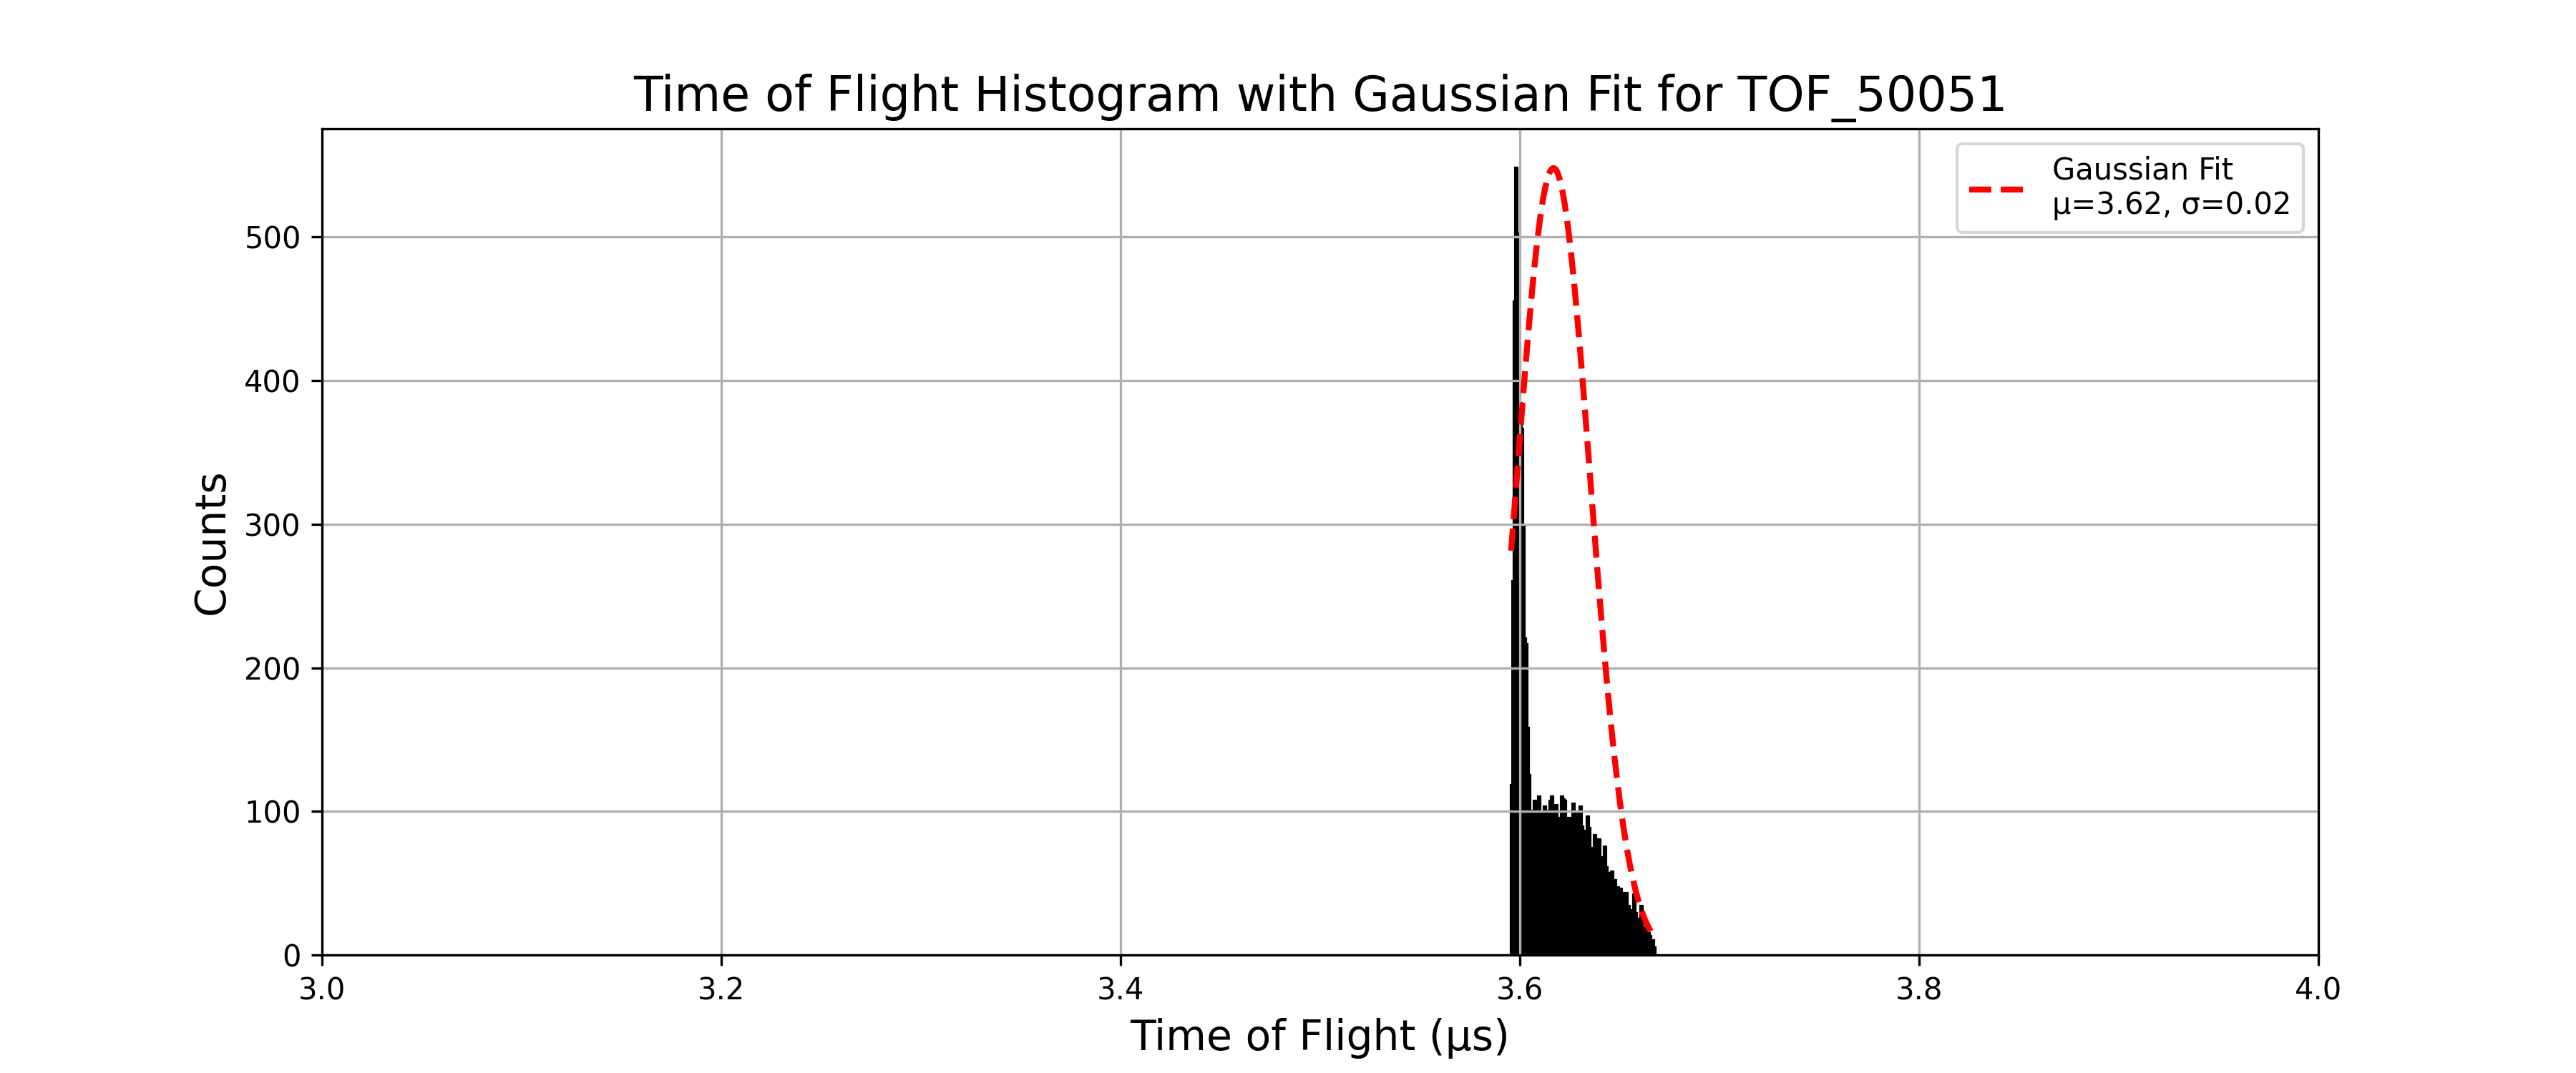 Time of Flight Histogram with Gaussian Fit for TOF_50051
Gaussian Fit
μ=3.62, σ=0.02
Counts
500
400
300
200
100
0
3.0 3.2 3.4 3.6 3.8 4.0
Time of Flight (μs)